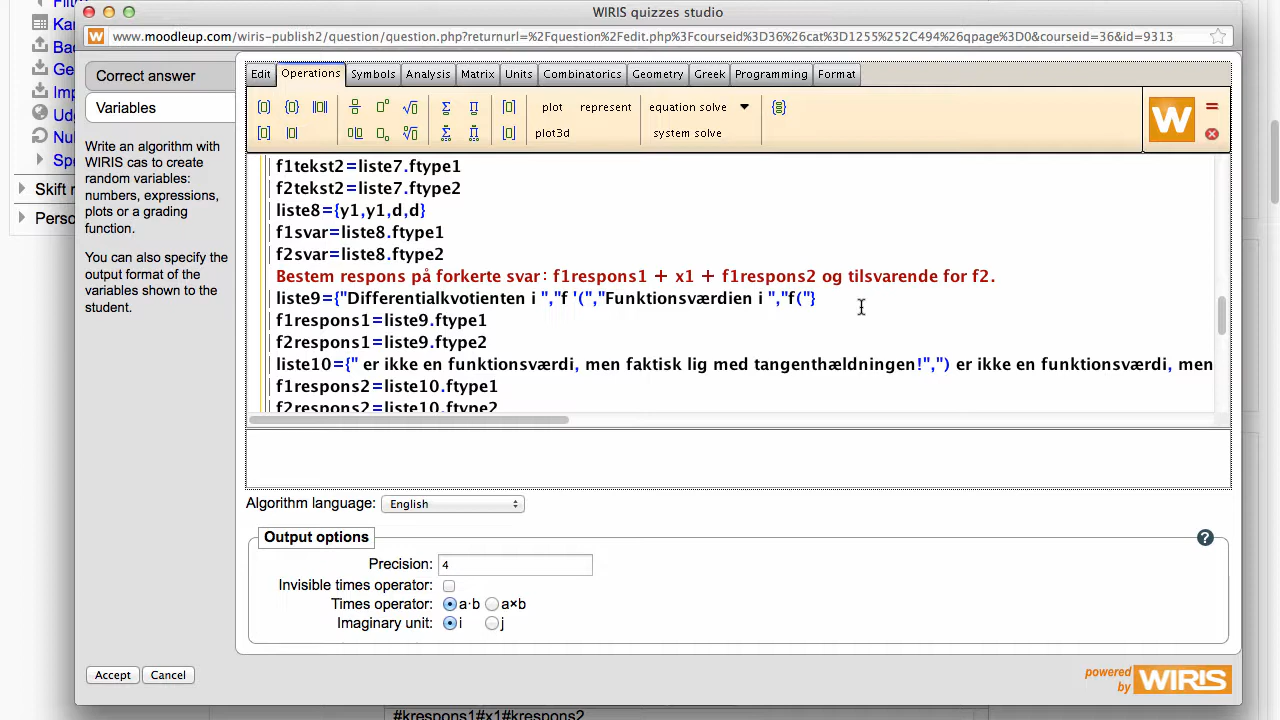 WIRIS quizzes studio
www.moodleup.com/wiris-publish2/question/question.php?returnurl=%2Fquestion%2Fedit.php%3Fcourseid%3D36%26cat%3D1255%252C494%26qpage%3D0&courseid=36&id=9313
Correct answer
Variables
Write an algorithm with
WIRIS cas to create
random variables:
numbers, expressions,
plots or a grading
function.
You can also specify the
output format of the
variables shown to the
student.
Edit Operations Symbols Analysis Matrix Units Combinatorics Geometry Greek Programming Format
plot represent equation solve
plot3d system solve
W
f1tekst2=liste7.ftype1
f2tekst2=liste7.ftype2
liste8={y1,y1,d,d}
f1svar=liste8.ftype1
f2svar=liste8.ftype2
Bestem respons på forkerte svar: f1respons1 + x1 + f1respons2 og tilsvarende for f2.
liste9={"Differentialkvotienten i ","f '(","Funktionsværdien i ","f("}
f1respons1=liste9.ftype1
f2respons1=liste9.ftype2
liste10={" er ikke en funktionsværdi, men faktisk lig med tangenthældningen!",") er ikke en funktionsværdi, men
f1respons2=liste10.ftype1
f2respons2=liste10.ftype2
Algorithm language: English
Output options
?
Precision: 4
Invisible times operator:
Times operator: a·b a×b
Imaginary unit: i j
Accept Cancel
powered
by WIRIS
Skift r
Perso
#krespons1#x1#krespons2